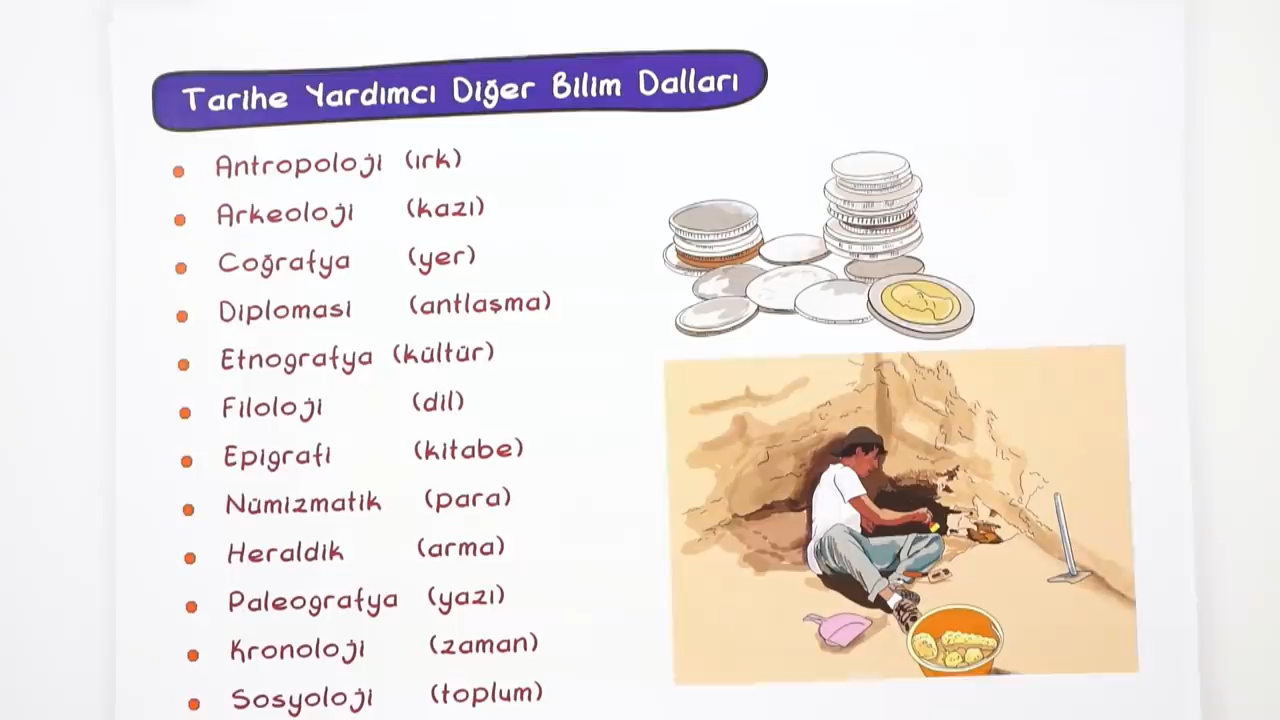 Tarihe Yardımcı Diğer Bilim Dalları
Antropoloji (ırk)
Arkeoloji (kazı)
Coğrafya (yer)
Diplomasi (antlaşma)
Etnografya (kültür)
Filoloji (dil)
Epigrafi (kitabe)
Nümizmatik (para)
Heraldik (arma)
Paleografya (yazı)
Kronoloji (zaman)
Sosyoloji (toplum)